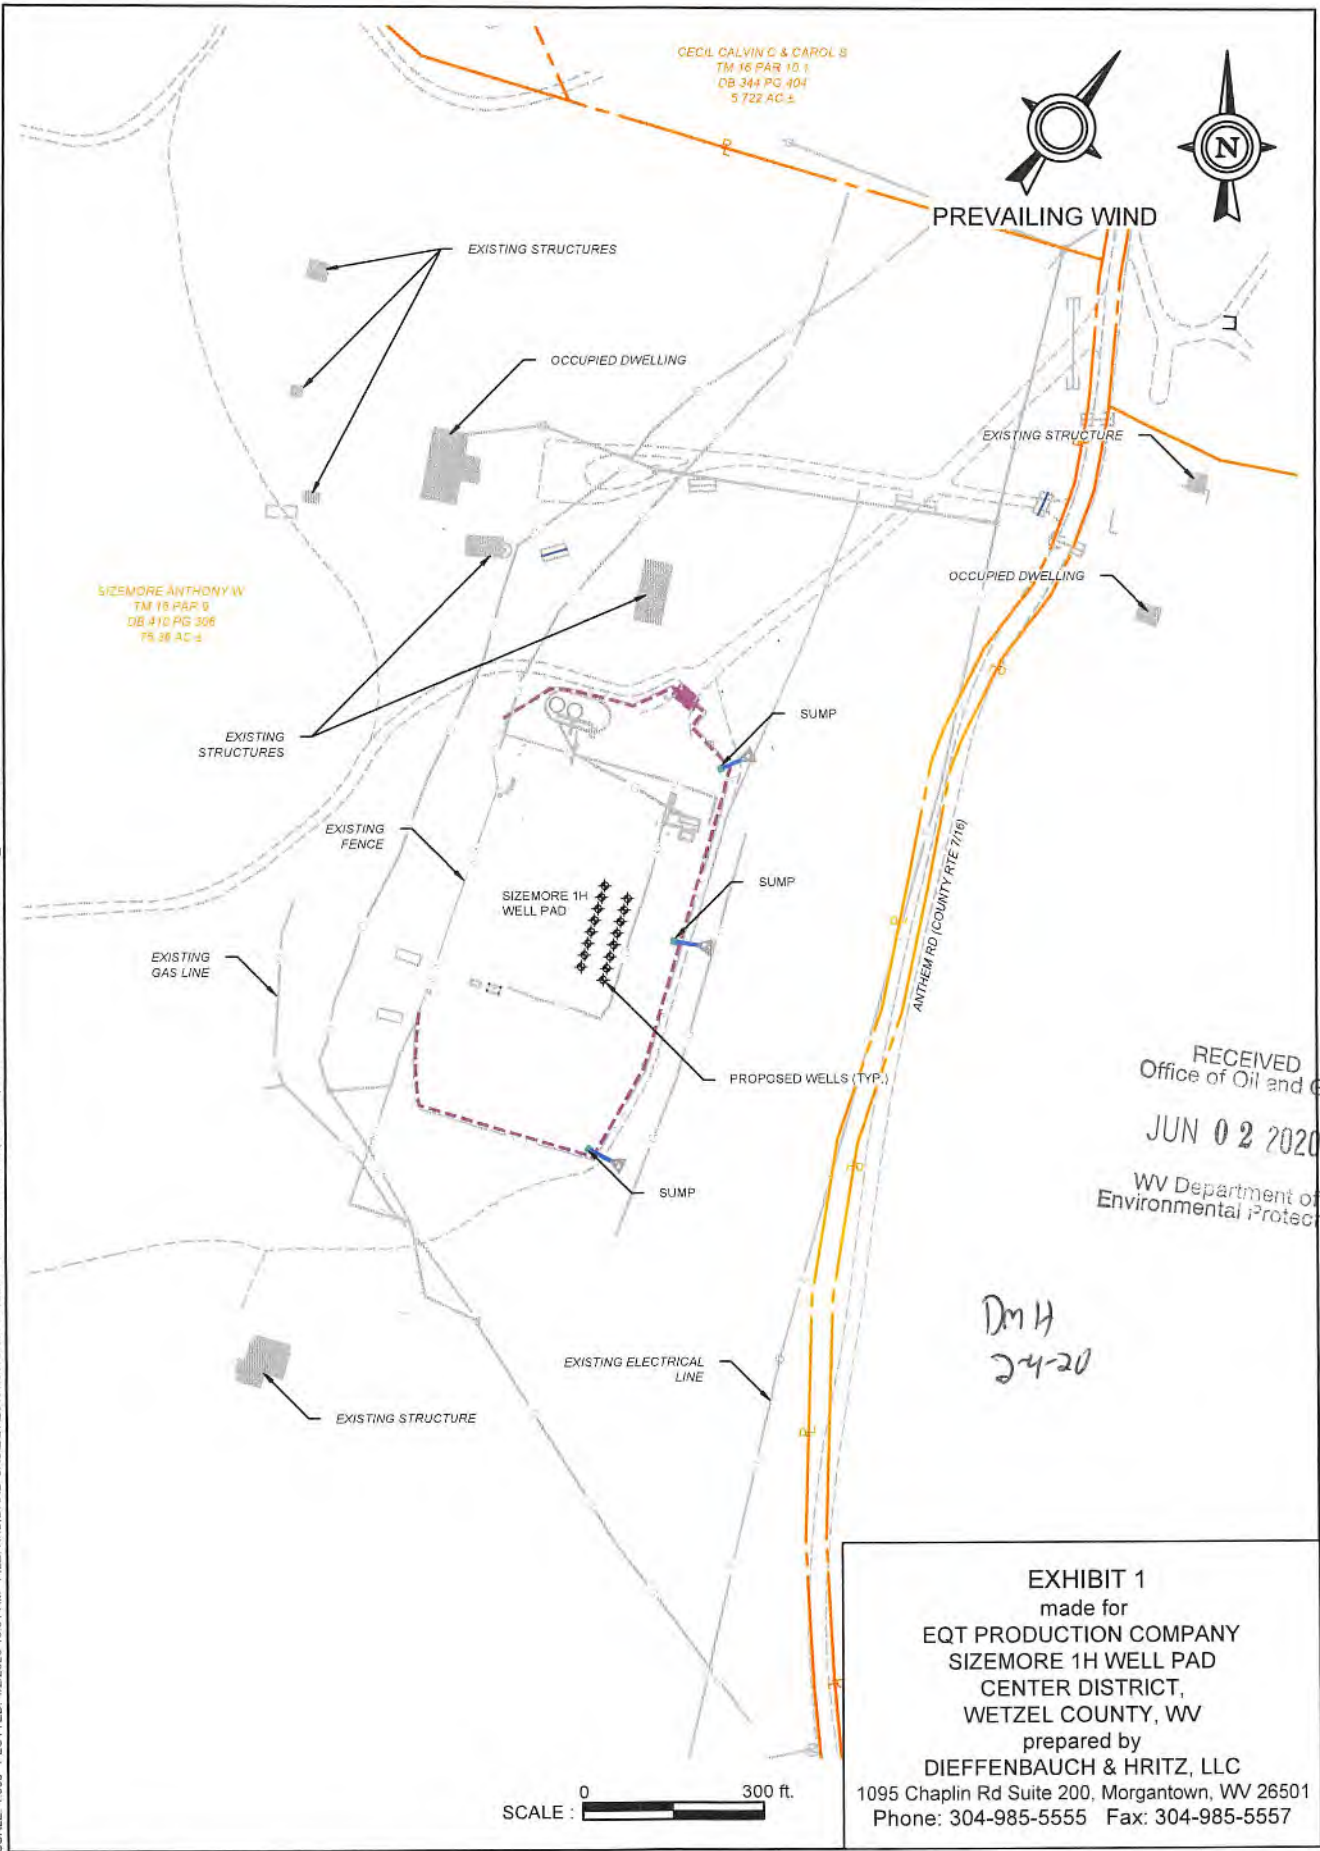 CECIL CALVIN C & CAROL S
TM 16 PAR 10.1
DB 344 PG 404
5.722 AC ±
N
PREVAILING WIND
EXISTING STRUCTURES
OCCUPIED DWELLING
EXISTING STRUCTURE
OCCUPIED DWELLING
SIZEMORE ANTHONY W
TM 16 PAR 9
DB 410 PG 306
EXISTING
STRUCTURES
SUMP
EXISTING
FENCE
SIZEMORE 1H
WELL PAD
SUMP
ANTHEM RD (COUNTY RTE 7/16)
EXISTING
GAS LINE
PROPOSED WELLS (TYP.)
SUMP
RECEIVED
Office of Oil and G
JUN 02 2020
WV Department of
Environmental Protect
DMH
2-4-20
EXISTING ELECTRICAL
LINE
EXISTING STRUCTURE
EXHIBIT 1
made for
EQT PRODUCTION COMPANY
SIZEMORE 1H WELL PAD
CENTER DISTRICT,
WETZEL COUNTY, WV
prepared by
DIEFFENBAUCH & HRITZ, LLC
1095 Chaplin Rd Suite 200, Morgantown, WV 26501
Phone: 304-985-5555 Fax: 304-985-5557
0 300 ft.
SCALE :